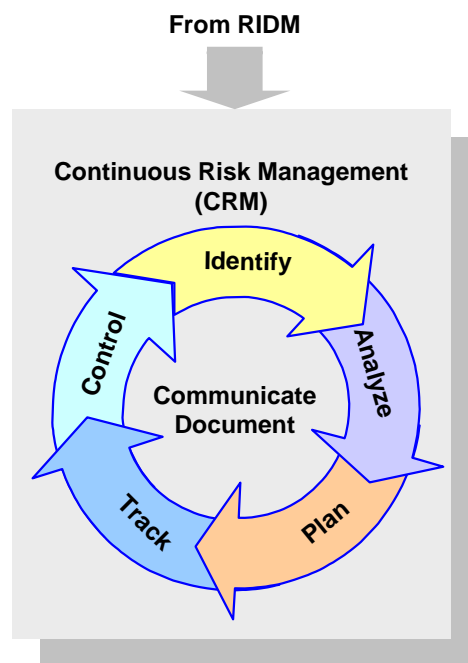 From RIDM
Continuous Risk Management
(CRM)
Identify
Analyze
Plan
Track
Control
Communicate
Document